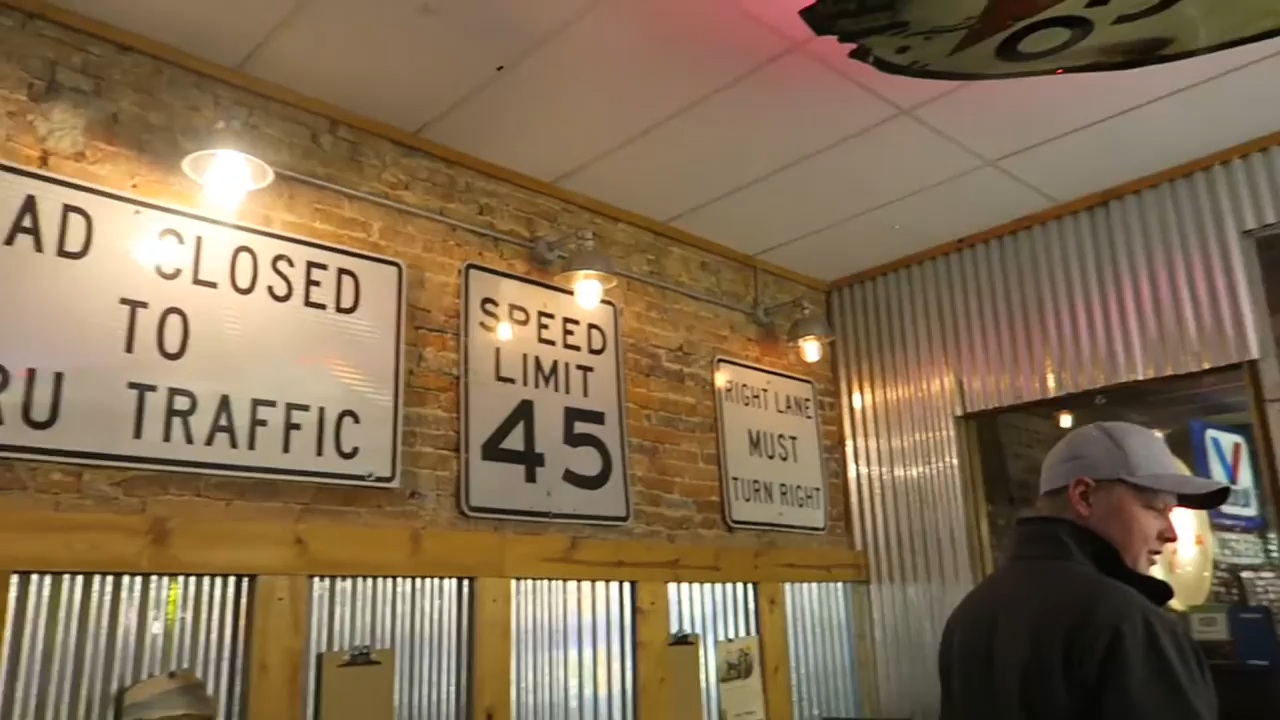 AD CLOSED
TO
RU TRAFFIC
SPEED
LIMIT
45
RIGHT LANE
MUST
TURN RIGHT